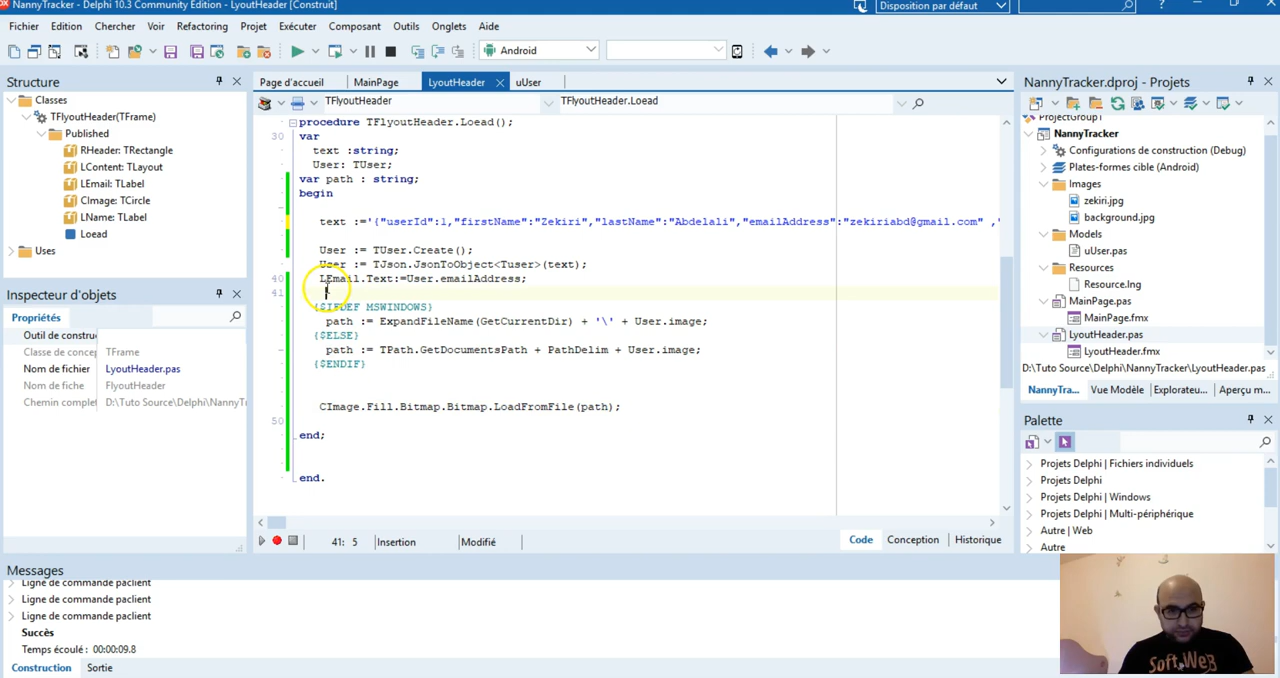 NannyTracker - Delphi 10.3 Community Edition - LyoutHeader [Construit]
Disposition par défaut
Fichier Edition Chercher Voir Refactoring Projet Exécuter Composant Outils Onglets Aide
Android
Structure
Classes
TFlyoutHeader(TFrame)
Published
RHeader: TRectangle
LContent: TLayout
LEmail: TLabel
CImage: TCircle
LName: TLabel
Loead
Uses
Inspecteur d'objets
Propriétés
Outil de constru
Classe de concep TFrame
Nom de fichier LyoutHeader.pas
Nom de fichier FlyoutHeader
Chemin complet D:\Tuto Source\Delphi\NannyTr
Page d'accueil MainPage LyoutHeader uUser
TFlyoutHeader TFlyoutHeader.Loead
procedure TFlyoutHeader.Loead();
30 var
text :string;
User: TUser;
var path : string;
begin
text :='{"userId":1,"firstName":"Zekiri","lastName":"Abdelali","emailAddress":"zekiriabd@gmail.com" ,"
User := TUser.Create();
User := TJson.JsonToObject<Tuser>(text);
40 LEmail.Text:=User.emailAddress;
41
{$IFDEF MSWINDOWS}
path := ExpandFileName(GetCurrentDir) + '\' + User.image;
{$ELSE}
path := TPath.GetDocumentsPath + PathDelim + User.image;
{$ENDIF}
CImage.Fill.Bitmap.Bitmap.LoadFromFile(path);
50
end;
end.
41: 5 Insertion Modifié Code Conception Historique
NannyTracker.dproj - Projets
ProjectGroup1
NannyTracker
Configurations de construction (Debug)
Plates-formes cible (Android)
Images
zekiri.jpg
background.jpg
Models
uUser.pas
Resources
Resource.lng
MainPage.pas
MainPage.fmx
LyoutHeader.pas
LyoutHeader.fmx
D:\Tuto Source\Delphi\NannyTracker\LyoutHeader.pas
NannyTra... Vue Modèle Explorateu... Aperçu m...
Palette
Projets Delphi | Fichiers individuels
Projets Delphi
Projets Delphi | Windows
Projets Delphi | Multi-périphérique
Autre | Web
Autre
Messages
Ligne de commande paclient
Ligne de commande paclient
Ligne de commande paclient
Succès
Temps écoulé : 00:00:09.8
Construction Sortie
Soft Web